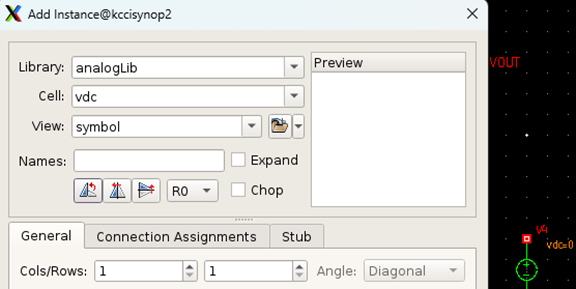 Add Instance@kccisynop2
Library: analogLib
Preview
Cell: vdc
View: symbol
Names:
Expand
R0
Chop
General
Connection Assignments
Stub
Cols/Rows: 1 1 Angle: Diagonal
VOUT
V4
vdc=0